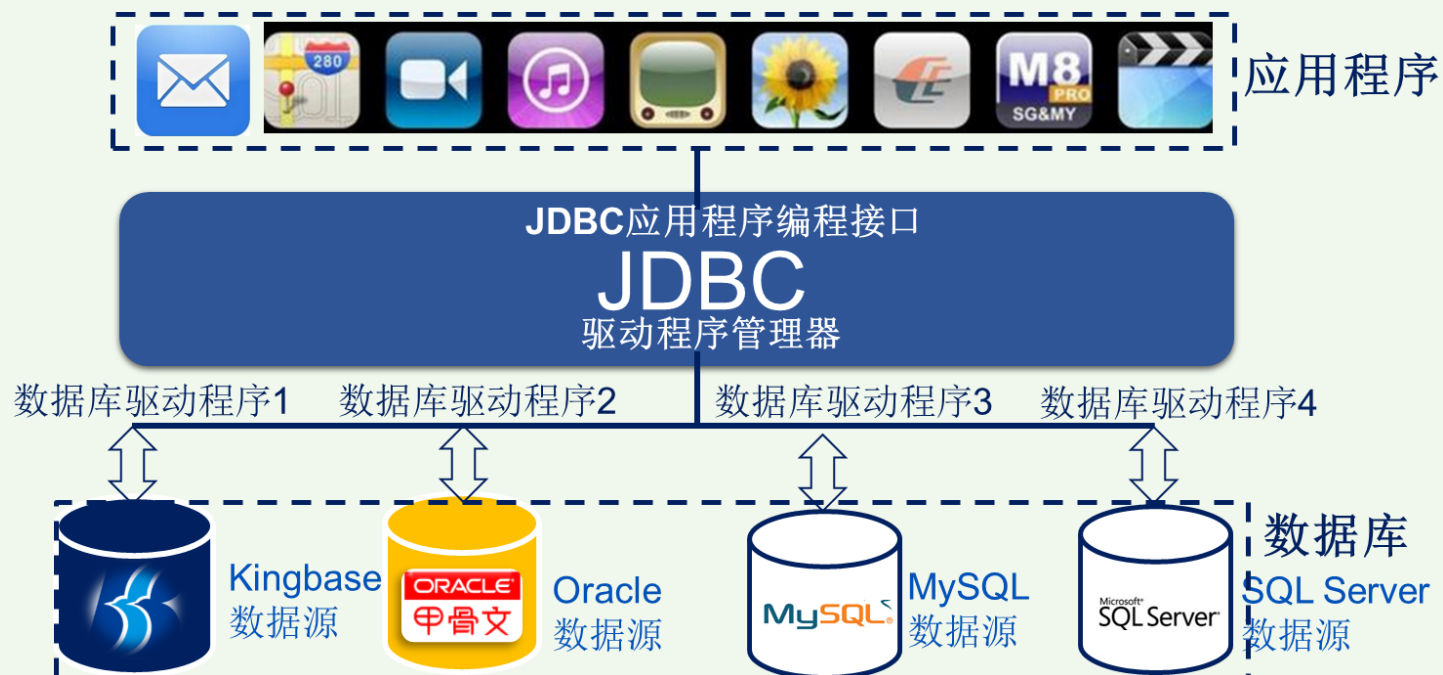 280
M8
PRO
SG&MY
应用程序
JDBC应用程序编程接口
JDBC
驱动程序管理器
数据库驱动程序1
数据库驱动程序2
数据库驱动程序3
数据库驱动程序4
数据库
Kingbase
数据源
ORACLE
甲骨文
Oracle
数据源
MySQL
MySQL
数据源
Microsoft
SQL Server
SQL Server
数据源